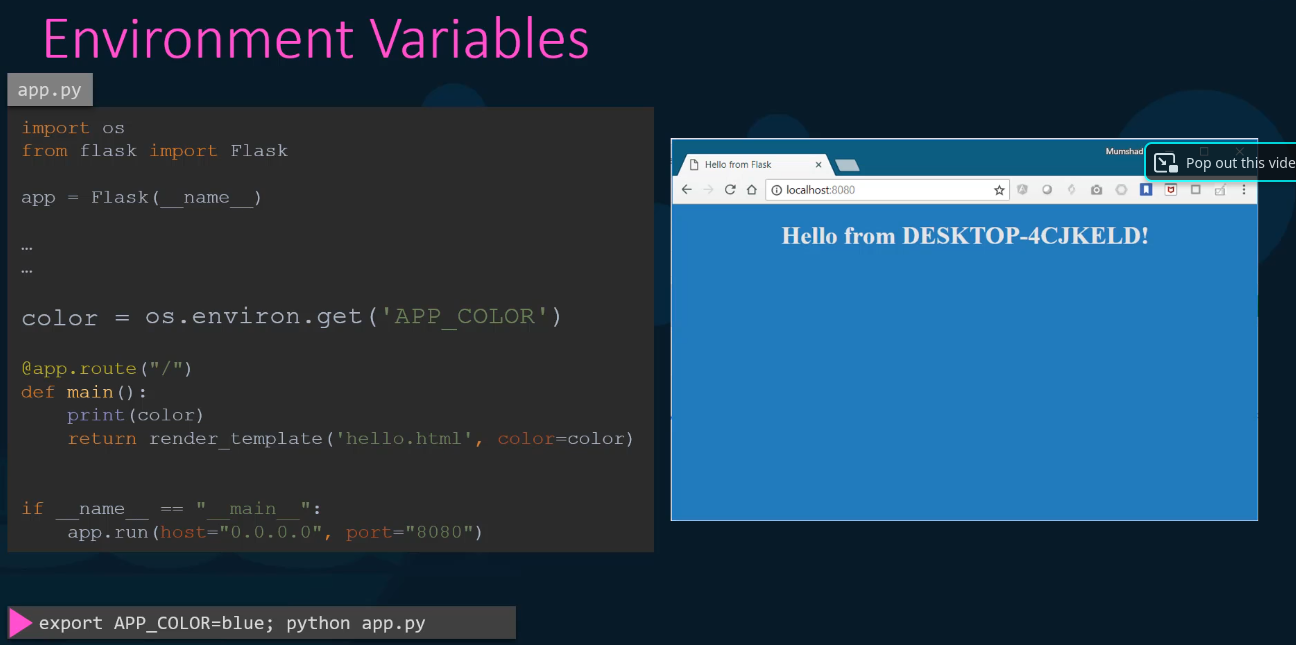 Environment Variables
app.py
import os
from flask import Flask
app = Flask(__name__)
…
…
color = os.environ.get('APP_COLOR')
@app.route("/")
def main():
    print(color)
    return render_template('hello.html', color=color)
if __name__ == "__main__":
    app.run(host="0.0.0.0", port="8080")
export APP_COLOR=blue; python app.py
Mumshad
Pop out this vide
Hello from Flask
localhost:8080
Hello from DESKTOP-4CJKELD!